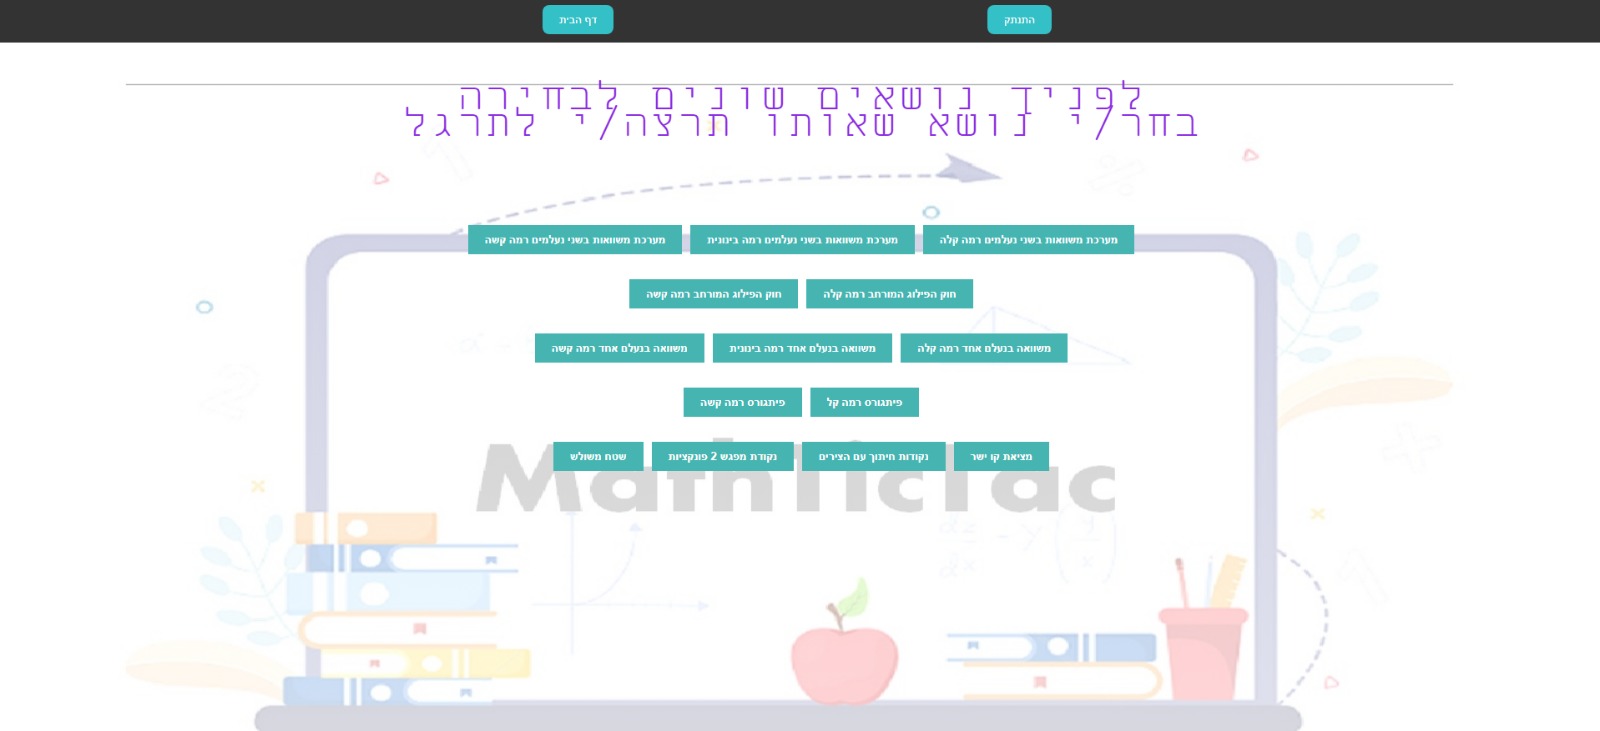 התנתק
דף הבית
לפניך נושאים שונים לבחירה
בחר/י נושא שאותו תרצה/י לתרגל
מערכת משוואות בשני נעלמים רמה קלה
מערכת משוואות בשני נעלמים רמה בינונית
מערכת משוואות בשני נעלמים רמה קשה
חוק הפילוג המורחב רמה קלה
חוק הפילוג המורחב רמה קשה
משוואה בנעלם אחד רמה קלה
משוואה בנעלם אחד רמה בינונית
משוואה בנעלם אחד רמה קשה
פיתגורס רמה קל
פיתגורס רמה קשה
מציאת קו ישר
נקודות חיתוך עם הצירים
נקודת מפגש 2 פונקציות
שטח משולש
MathTicTac